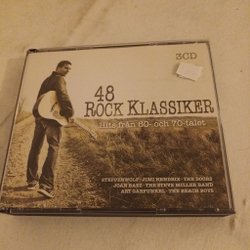 3CD
48
ROCK KLASSIKER
Hits från 60- och 70-talet
STEPPENWOLF · JIMI HENDRIX · THE DOORS
JOAN BAEZ · THE STEVE MILLER BAND
ART GARFUNKEL · THE BEACH BOYS